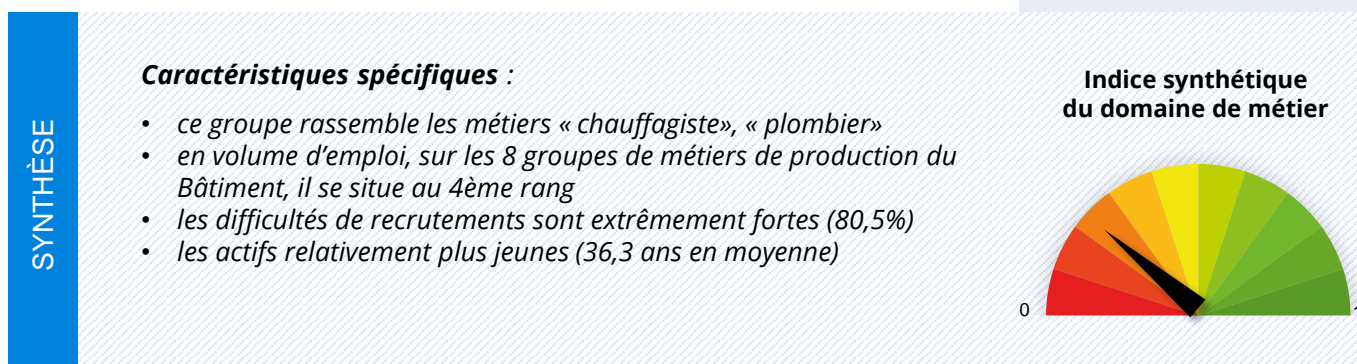 SYNTHÈSE
Caractéristiques spécifiques :
• ce groupe rassemble les métiers « chauffagiste», « plombier»
• en volume d’emploi, sur les 8 groupes de métiers de production du
Bâtiment, il se situe au 4ème rang
• les difficultés de recrutements sont extrêmement fortes (80,5%)
• les actifs relativement plus jeunes (36,3 ans en moyenne)
Indice synthétique
du domaine de métier
0